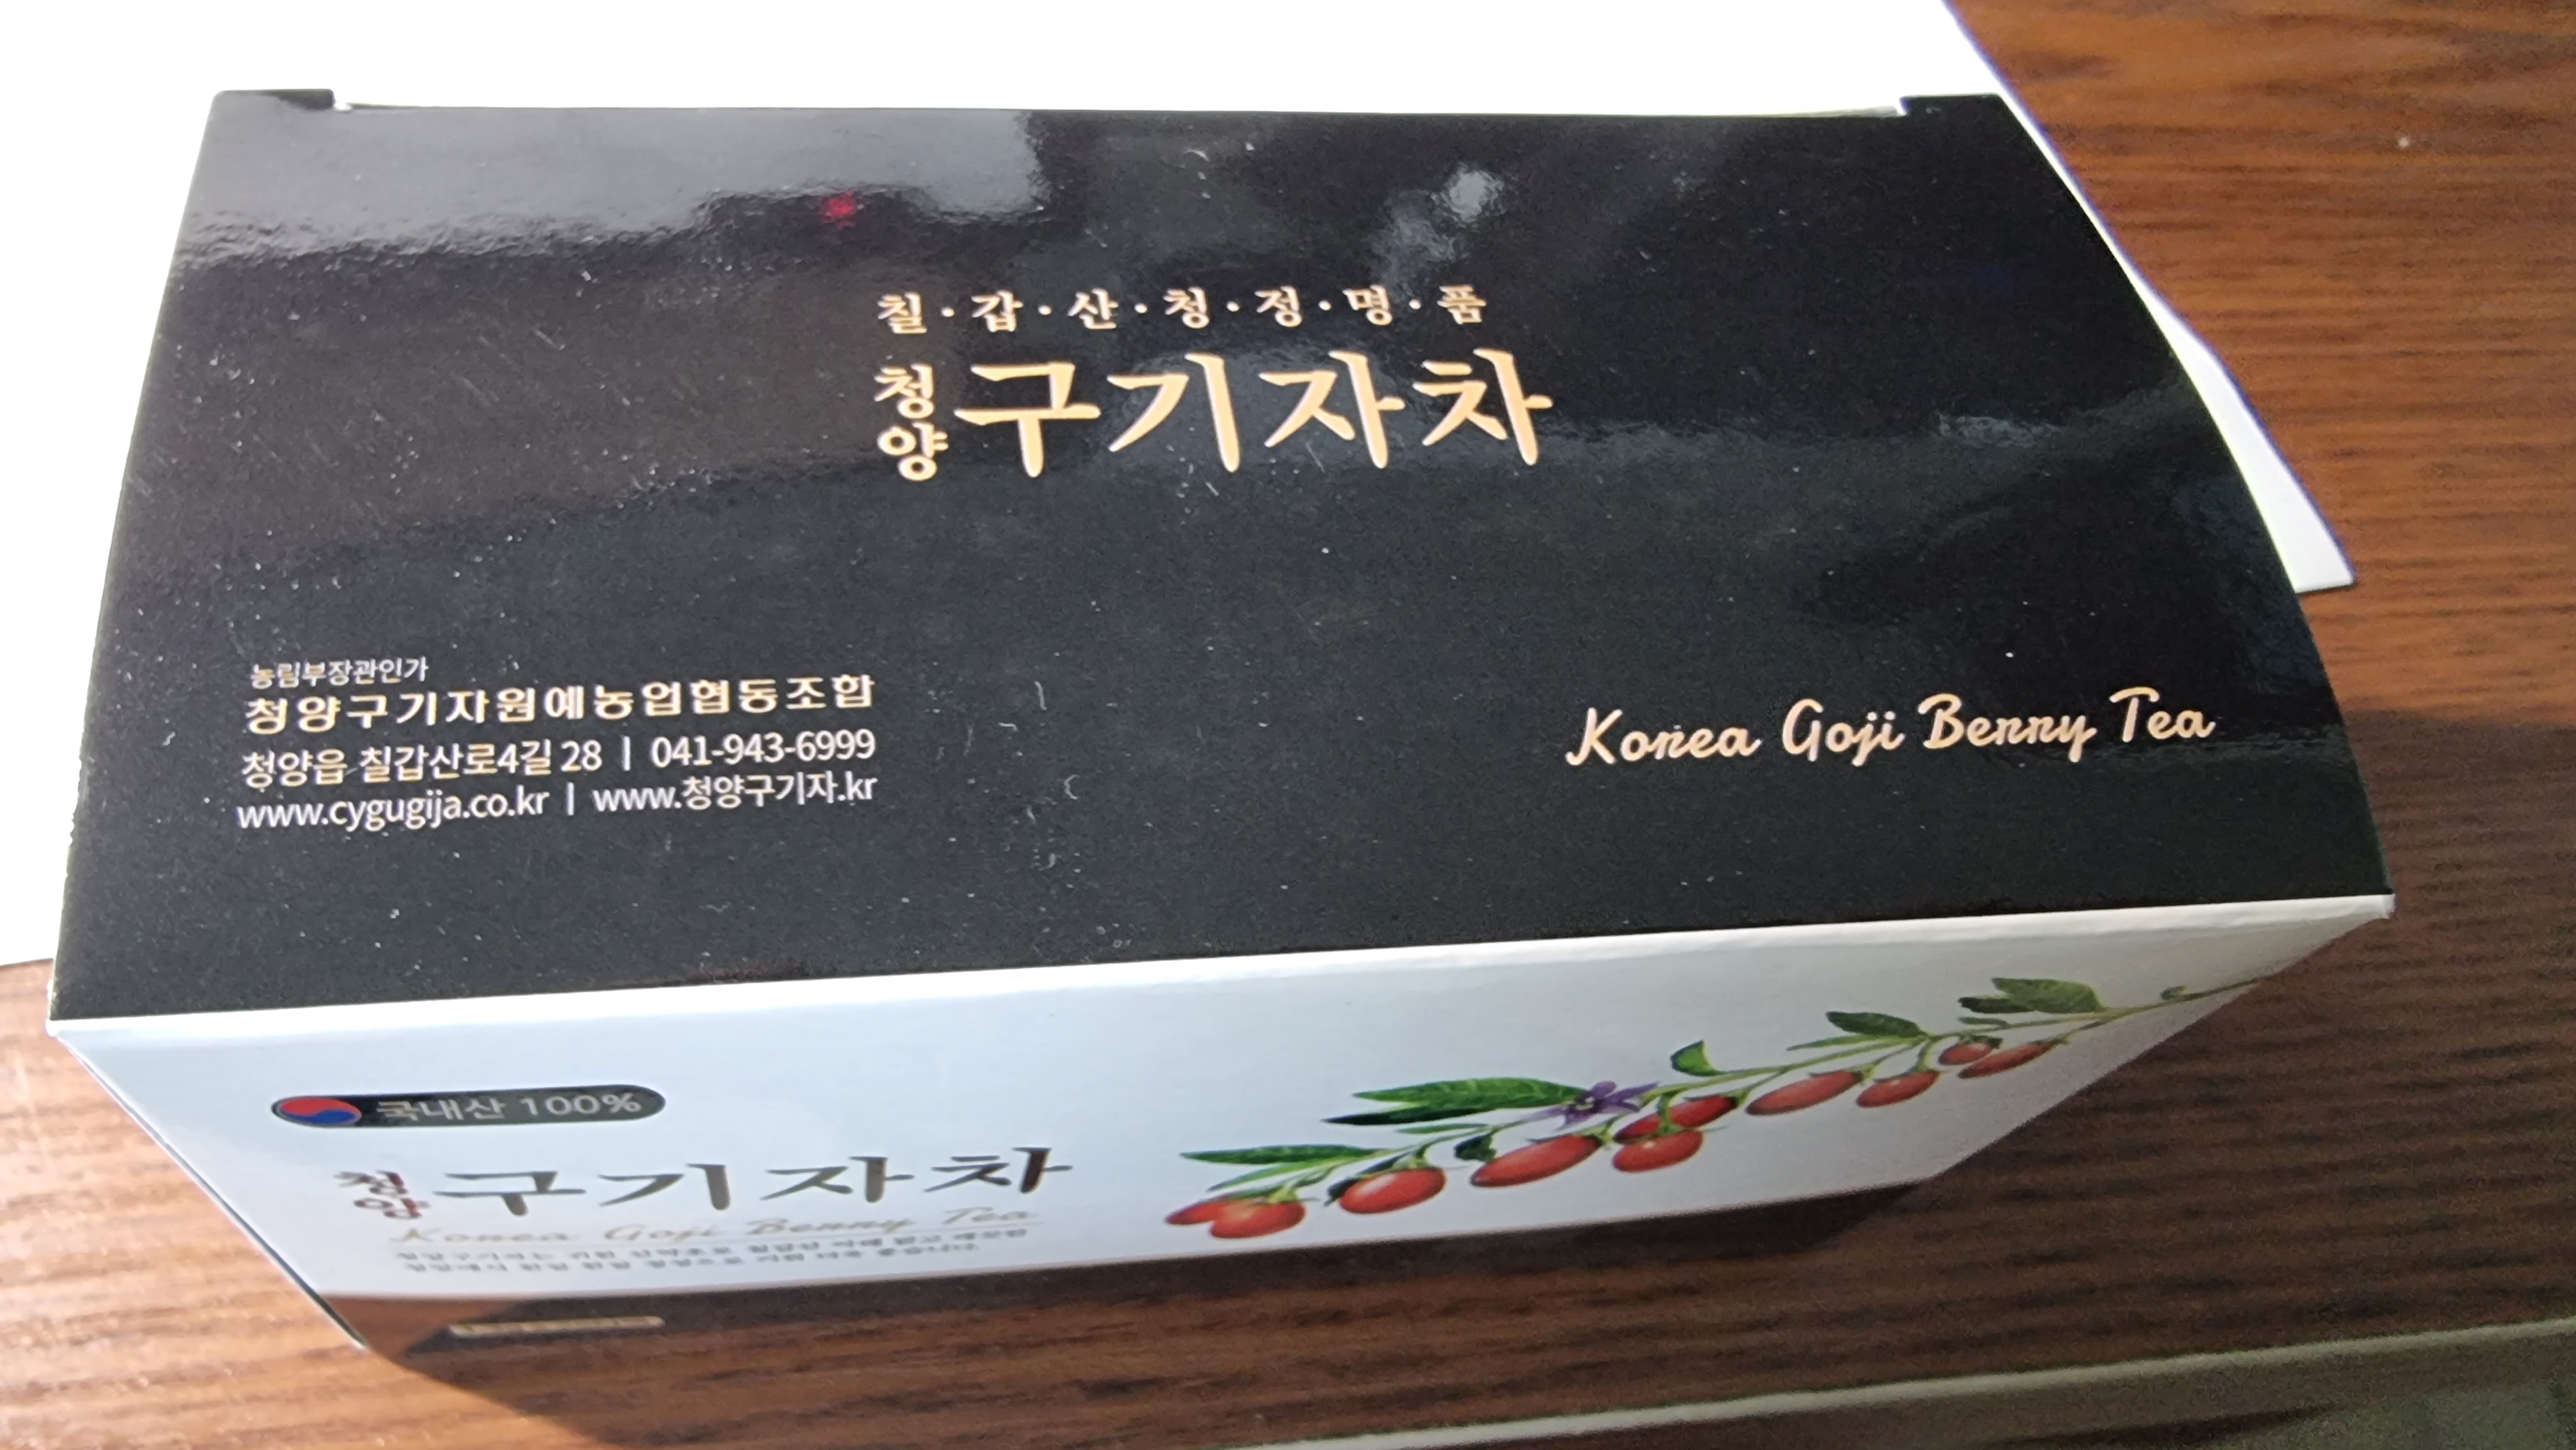 칠·갑·산·청·정·명·품
청양 구기자차
농림부장관인가
청양구기자원예농업협동조합
청양읍 칠갑산로4길 28 | 041-943-6999
www.cygugija.co.kr | www.청양구기자.kr
Korea Goji Berry Tea
국내산 100%
청양 구기자차
Korea Goji Berry Tea